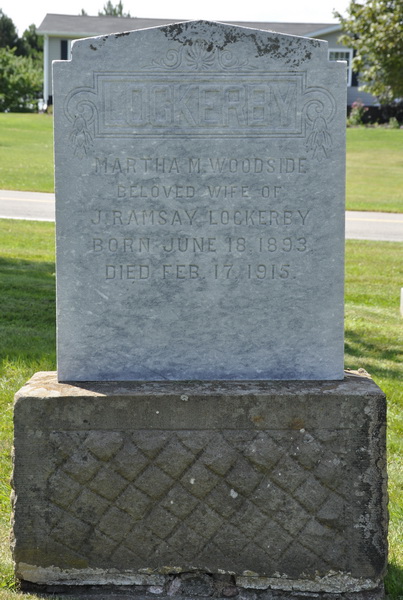 LOCKERBY
MARTHA M. WOODSIDE
BELOVED WIFE OF
J. RAMSAY LOCKERBY
BORN JUNE 18, 1893.
DIED FEB. 17, 1915.